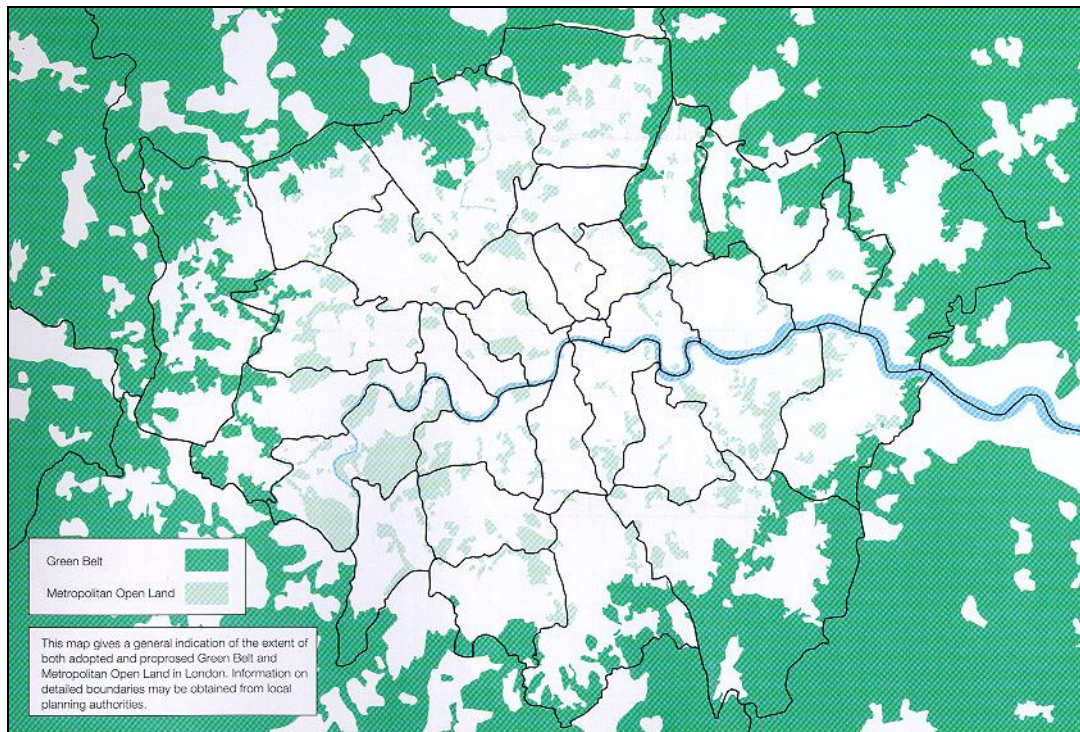 Green Belt
Metropolitan Open Land
This map gives a general indication of the extent of
both adopted and proprosed Green Belt and
Metropolitan Open Land in London. Information on
detailed boundaries may be obtained from local
planning authorities.